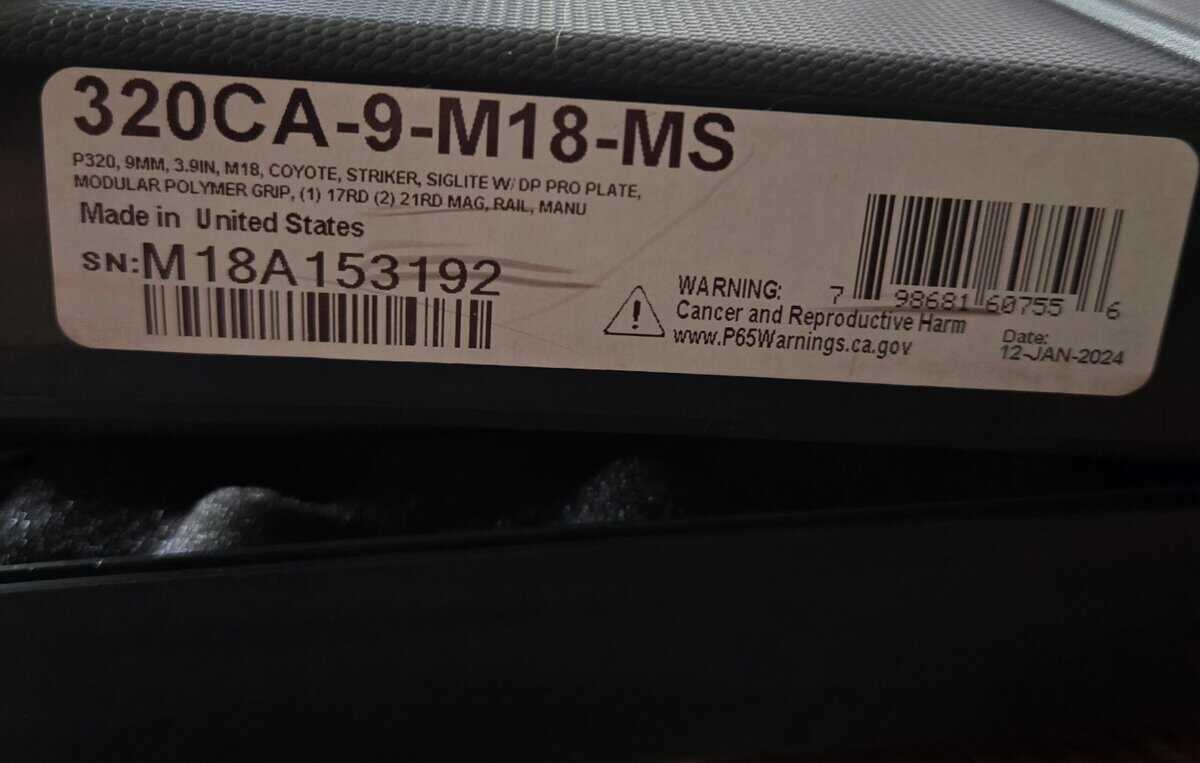 320CA-9-M18-MS
P320, 9MM, 3.9IN, M18, COYOTE, STRIKER, SIGLITE W/ DP PRO PLATE,
MODULAR POLYMER GRIP, (1) 17RD (2) 21RD MAG, RAIL, MANU
Made in United States
SN:M18A153192
WARNING:
Cancer and Reproductive Harm
www.P65Warnings.ca.gov
7 98681 60755 6
Date:
12-JAN-2024